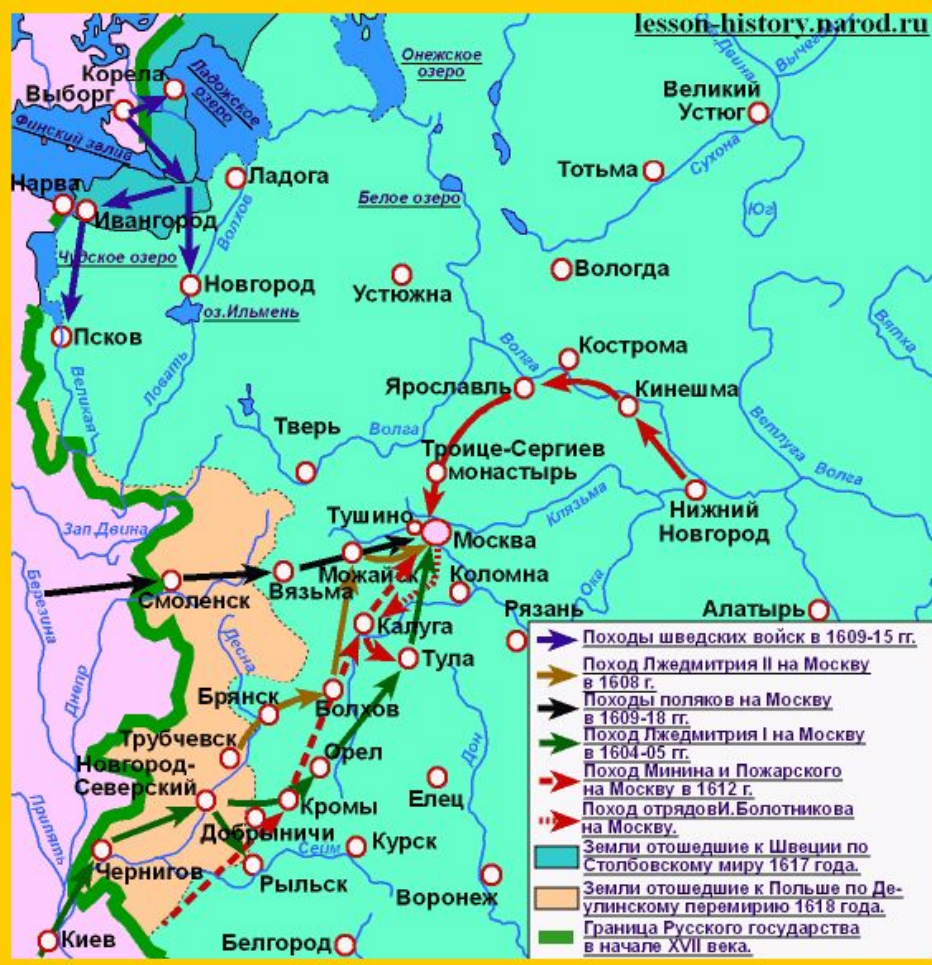 lesson-history.narod.ru
Онежское
озеро
Сев.Двина
Вычегда
Корела
Выборг
Ладожское
озеро
Финский залив
Великий
Устюг
Тотьма
Сухона
Юг
Ладога
Белое озеро
Нарва
Ивангород
Волхов
Чудское озеро
Новгород
оз.Ильмень
Устюжна
Вологда
Псков
Великая
Ловать
Вятка
Волга
Кострома
Ярославль
Кинешма
Ветлуга
Волга
Тверь
Волга
Троице-Сергиев
монастырь
Нижний
Новгород
Клязьма
Зап.Двина
Тушино
Москва
Можайск
Вязьма
Коломна
Ока
Смоленск
Березина
Рязань
Алатырь
Калуга
Тула
Днепр
Десна
Брянск
Болхов
Трубчевск
Новгород-
Северский
Орел
Дон
Елец
Кромы
Добрыничи
Припять
Чернигов
Рыльск
Сейм
Курск
Воронеж
Киев
Белгород
Походы шведских войск в 1609-15 гг.
Поход Лжедмитрия II на Москву
в 1608 г.
Походы поляков на Москву
в 1609-18 гг.
Поход Лжедмитрия I на Москву
в 1604-05 гг.
Поход Минина и Пожарского
на Москву в 1612 г.
Поход отрядовИ.Болотникова
на Москву.
Земли отошедшие к Швеции по
Столбовскому миру 1617 года.
Земли отошедшие к Польше по Де-
улинскому перемирию 1618 года.
Граница Русского государства
в начале XVII века.